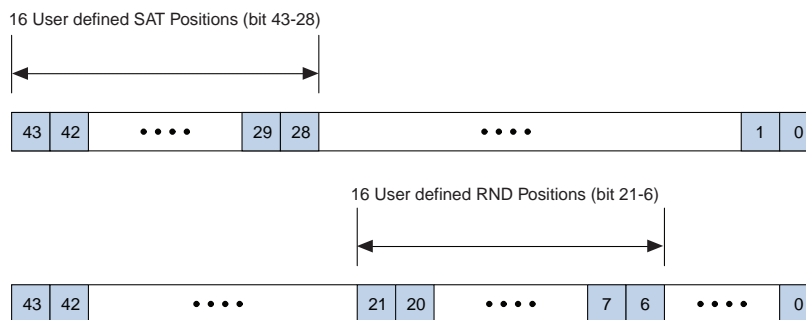 16 User defined SAT Positions (bit 43-28)
43 42 •••• 29 28 •••• 1 0
16 User defined RND Positions (bit 21-6)
43 42 •••• 21 20 •••• 7 6 •••• 0